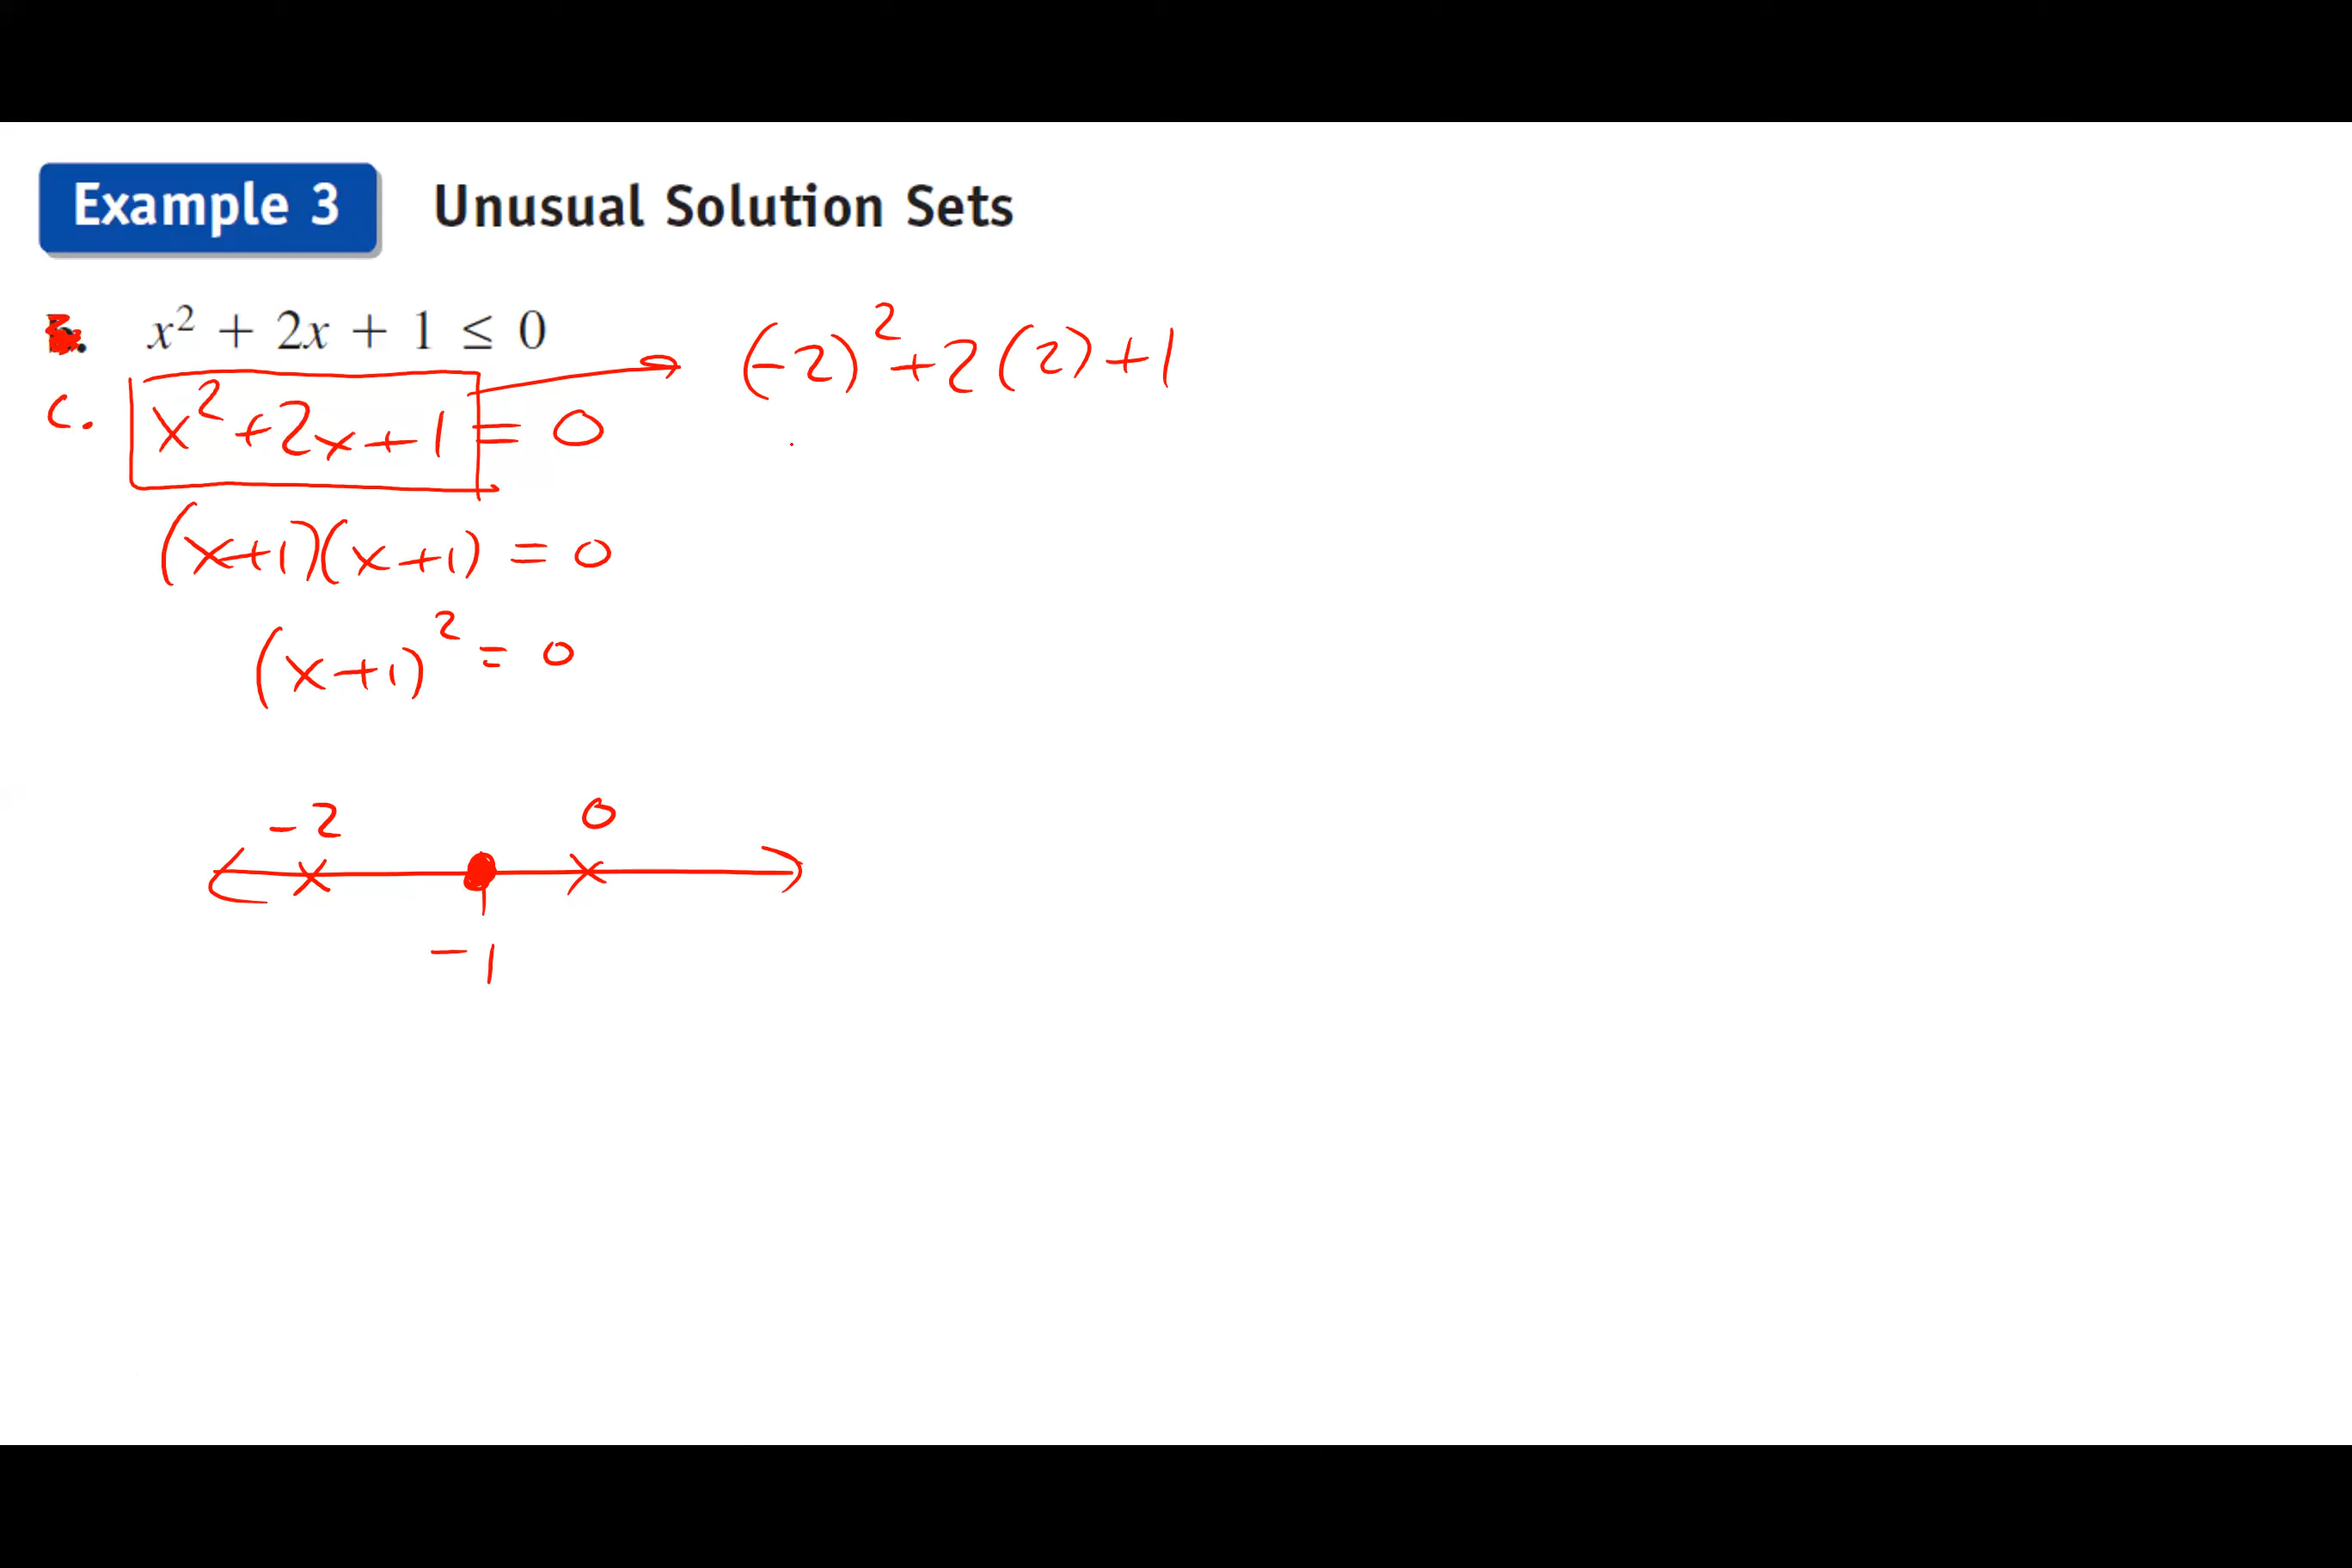 Example 3 Unusual Solution Sets
x² + 2x + 1 ≤ 0
(-2)² + 2(2) + 1
c. x² + 2x + 1 = 0
(x+1)(x+1) = 0
(x+1)² = 0
-2 0
-1